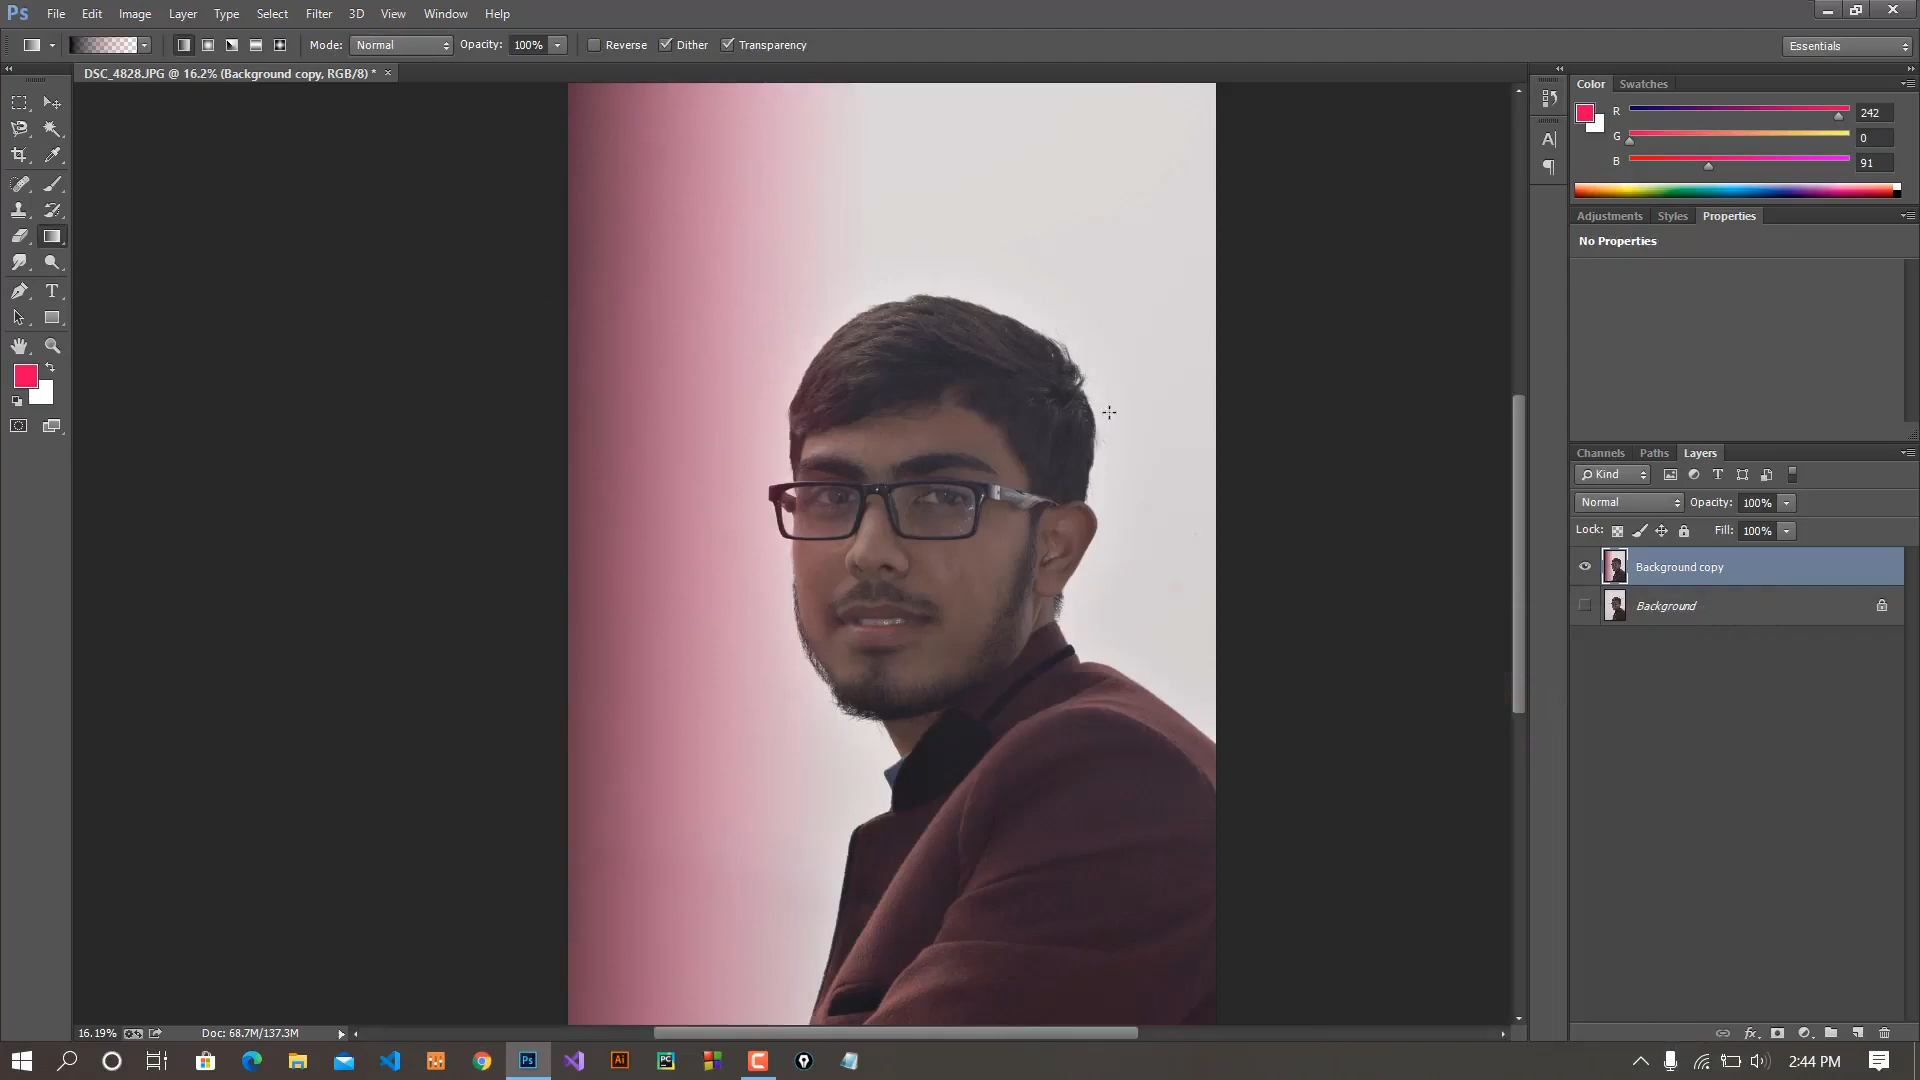 Ps File Edit Image Layer Type Select Filter 3D View Window Help
Mode: Normal Opacity: 100% Reverse Dither Transparency Essentials
DSC_4828.JPG @ 16.2% (Background copy, RGB/8) * ×
Color Swatches
R 242
G 0
B 91
Adjustments Styles Properties
No Properties
Channels Paths Layers
Kind
Normal Opacity: 100%
Lock: Fill: 100%
Background copy
Background
16.19% Doc: 68.7M/137.3M
2:44 PM